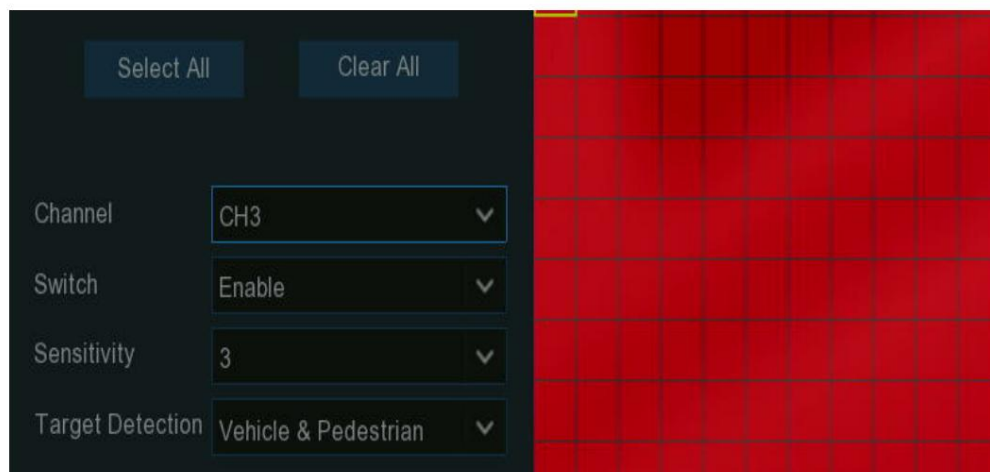 Select All Clear All
Channel CH3
Switch Enable
Sensitivity 3
Target Detection Vehicle & Pedestrian